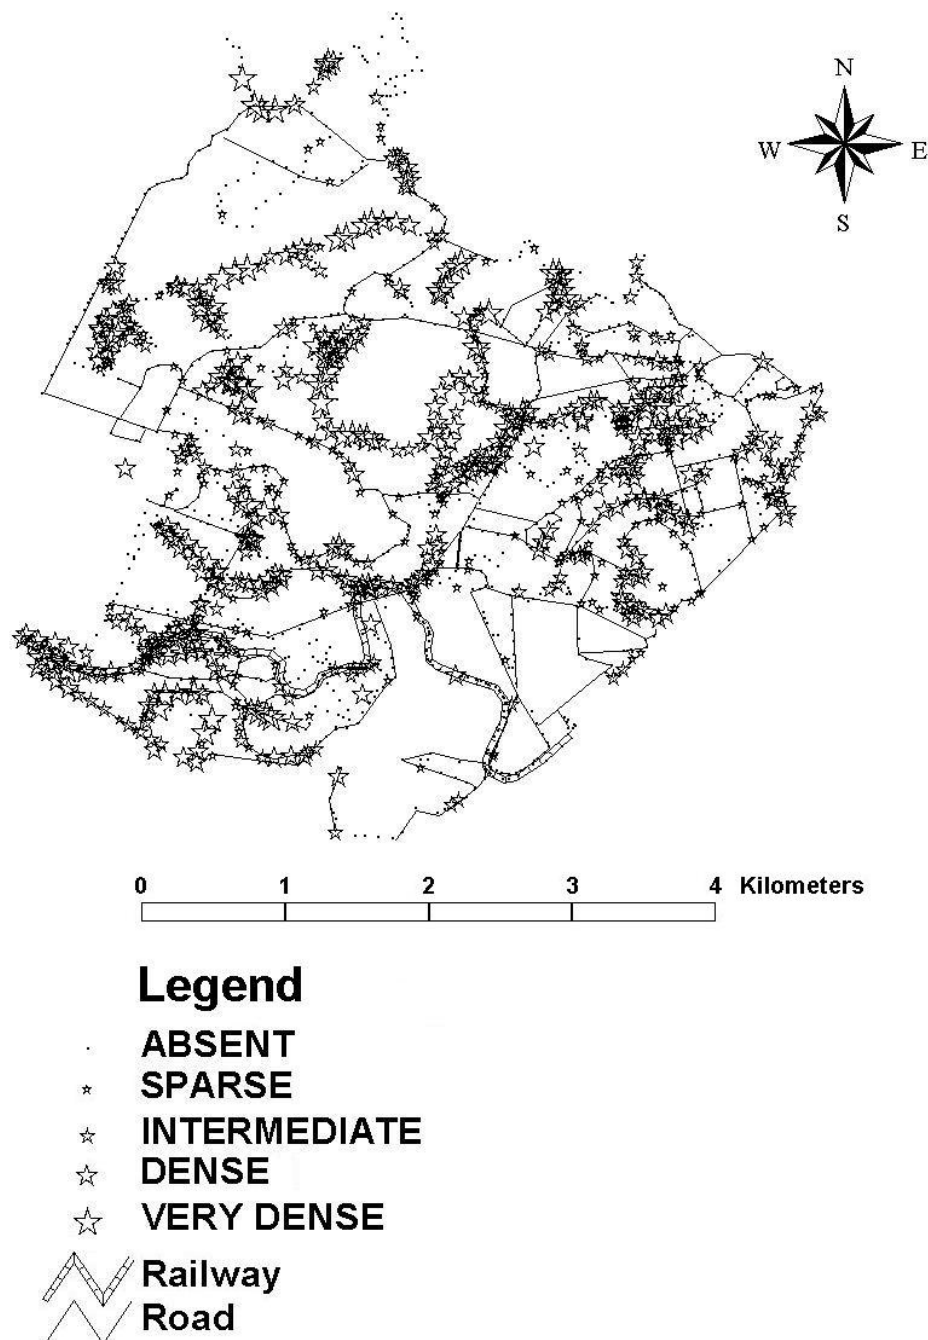 N
W E
S
0 1 2 3 4 Kilometers
Legend
ABSENT
SPARSE
INTERMEDIATE
DENSE
VERY DENSE
Railway
Road